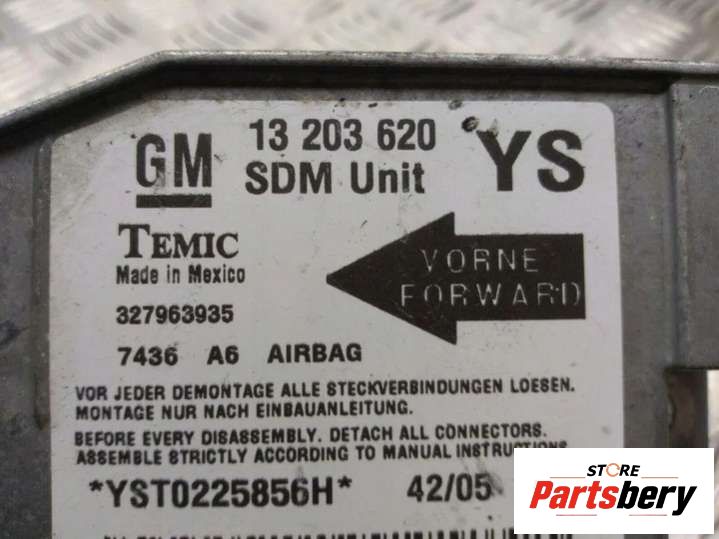 GM
13 203 620
SDM Unit
YS
TEMIC
Made in Mexico
327963935
7436 A6 AIRBAG
VORNE
FORWARD
VOR JEDER DEMONTAGE ALLE STECKVERBINDUNGEN LOESEN.
MONTAGE NUR NACH EINBAUANLEITUNG.
BEFORE EVERY DISASSEMBLY. DETACH ALL CONNECTORS.
ASSEMBLE STRICTLY ACCORDING TO MANUAL INSTRUCTIONS
*YST0225856H* 42/05
STORE
Partsbery